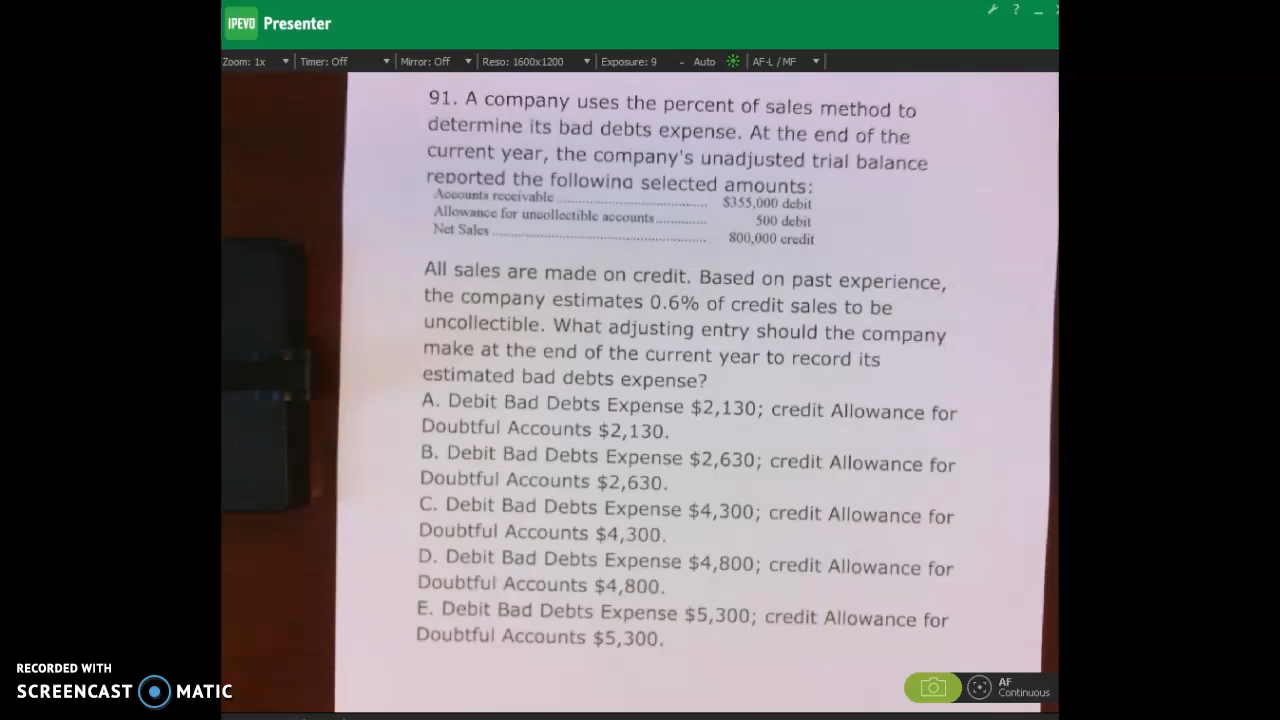 IPEVO Presenter
Zoom: 1x Timer: Off Mirror: Off Reso: 1600x1200 Exposure: 9 - Auto AF-L / MF
91. A company uses the percent of sales method to
determine its bad debts expense. At the end of the
current year, the company's unadjusted trial balance
reported the following selected amounts:
Accounts receivable ........................................ $355,000 debit
Allowance for uncollectible accounts............. 500 debit
Net Sales ......................................................... 800,000 credit
All sales are made on credit. Based on past experience,
the company estimates 0.6% of credit sales to be
uncollectible. What adjusting entry should the company
make at the end of the current year to record its
estimated bad debts expense?
A. Debit Bad Debts Expense $2,130; credit Allowance for
Doubtful Accounts $2,130.
B. Debit Bad Debts Expense $2,630; credit Allowance for
Doubtful Accounts $2,630.
C. Debit Bad Debts Expense $4,300; credit Allowance for
Doubtful Accounts $4,300.
D. Debit Bad Debts Expense $4,800; credit Allowance for
Doubtful Accounts $4,800.
E. Debit Bad Debts Expense $5,300; credit Allowance for
Doubtful Accounts $5,300.
RECORDED WITH
SCREENCAST MATIC
AF
Continuous